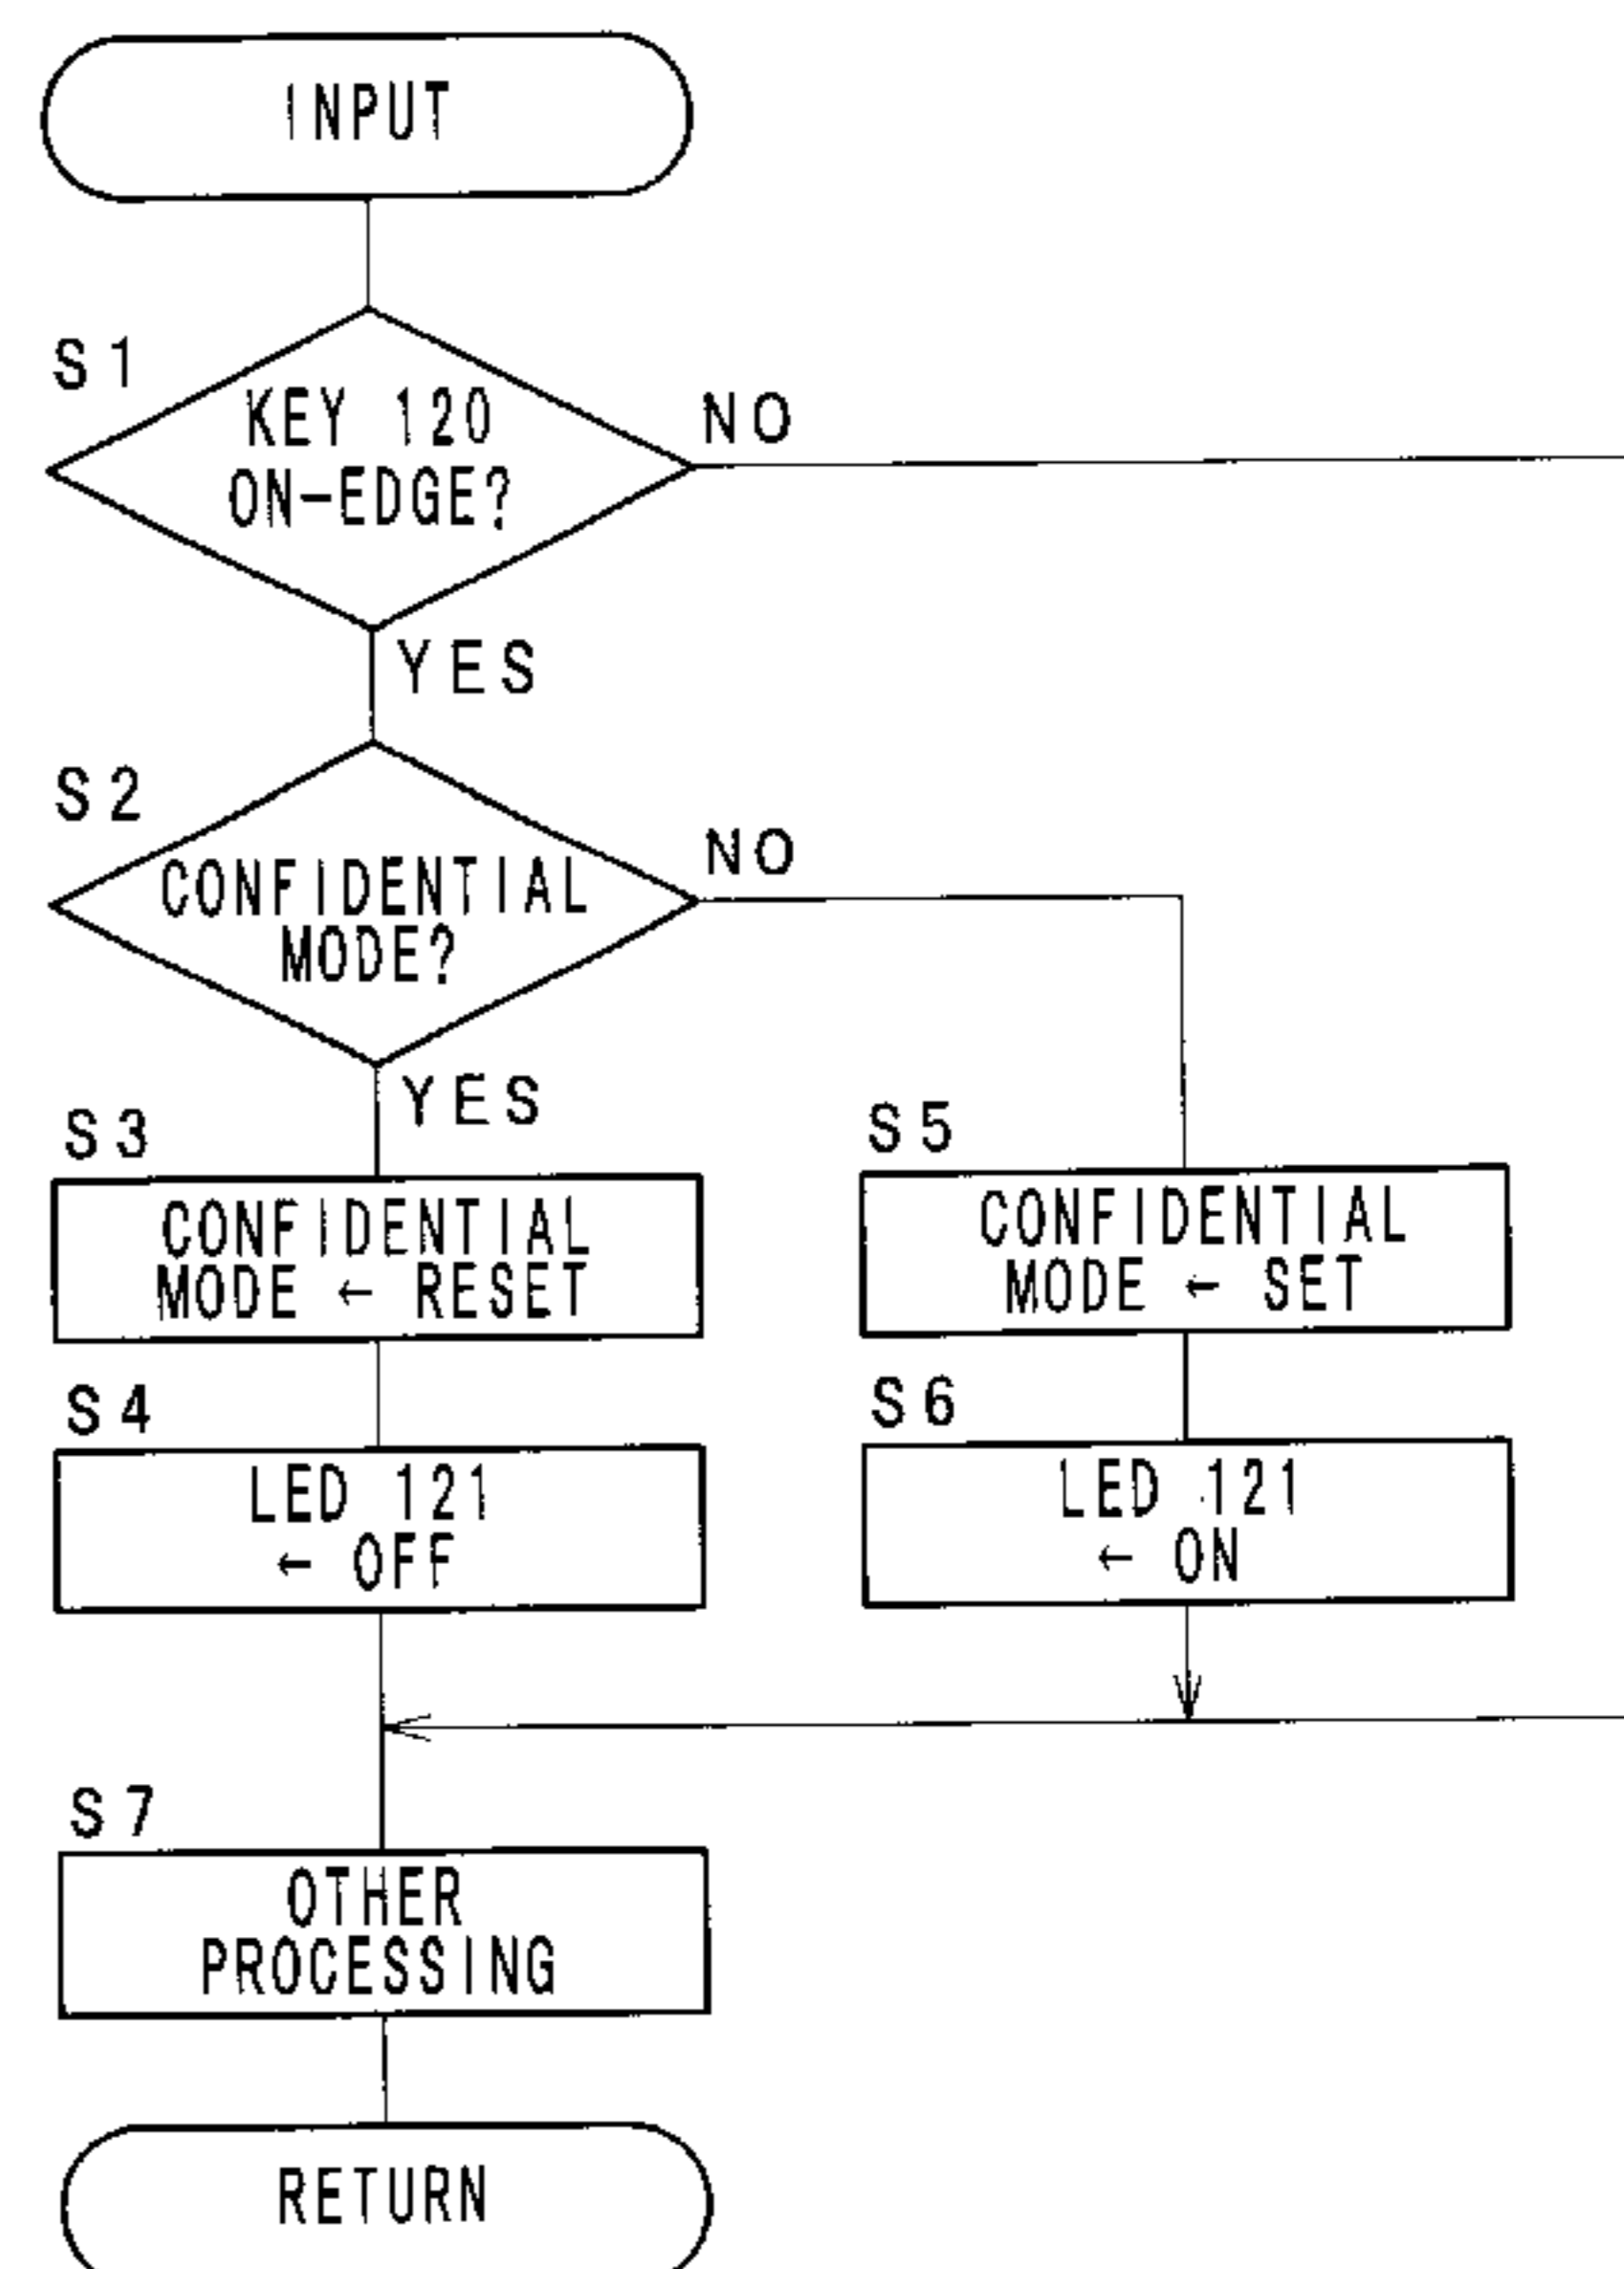 INPUT
S1
KEY 120
ON-EDGE?
NO
YES
S2
CONFIDENTIAL
MODE?
NO
YES
S3
CONFIDENTIAL
MODE ← RESET
S5
CONFIDENTIAL
MODE ← SET
S4
LED 121
← OFF
S6
LED 121
← ON
S7
OTHER
PROCESSING
RETURN